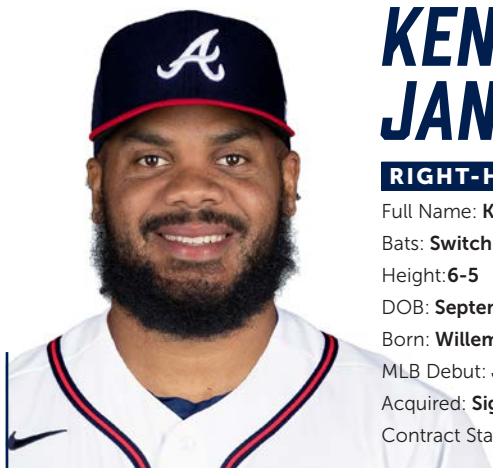 KEN
JAN
RIGHT-H
Full Name: K
Bats: Switch
Height:6-5
DOB: Septem
Born: Willem
MLB Debut:
Acquired: Sig
Contract Sta
A